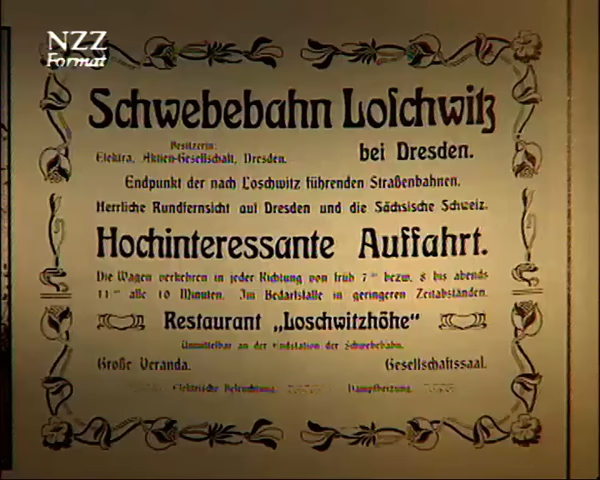 NZZ
Format
Schwebebahn Loſchwitz
Besitzerin:
Elektra, Aktien-Gesellschaft, Dresden.
bei Dresden.
Endpunkt der nach Loschwitz führenden Straßenbahnen.
Herrliche Rundfernsicht auf Dresden und die Sächsische Schweiz.
Hochinteressante Auffahrt.
Die Wagen verkehren in jeder Richtung von früh 7 bezw. 8 bis abends
11 alle 10 Minuten. Im Bedarfsfalle in geringeren Zeitabständen.
Restaurant „Loschwitzhöhe“
Unmittelbar an der Endstation der Schwebebahn.
Große Veranda. Gesellschaftssaal.
Elektrische Beleuchtung. Dampfheizung.